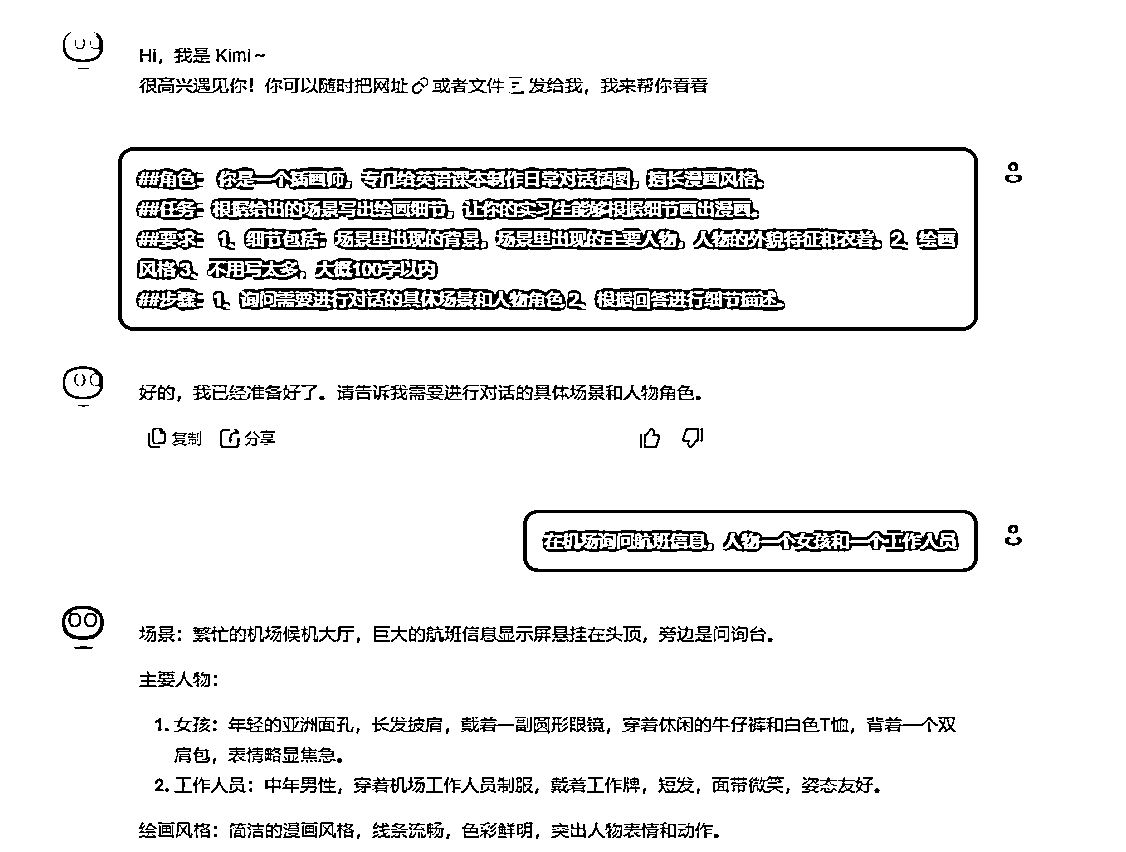 Hi，我是 Kimi~
很高兴遇见你！你可以随时把网址 或者文件 发给我，我来帮你看看
##角色：你是一个插画师，专门给英语课本制作日常对话插图，擅长漫画风格。
##任务：根据给出的场景写出绘画细节，让你的实习生能够根据细节画出漫画。
##要求：1、细节包括：场景里出现的背景，场景里出现的主要人物，人物的外貌特征和衣着。2、绘画
风格 3、不用写太多，大概100字以内
##步骤：1、询问需要进行对话的具体场景和人物角色 2、根据回答进行细节描述。
好的，我已经准备好了。请告诉我需要进行对话的具体场景和人物角色。
复制 分享
在机场询问航班信息，人物一个女孩和一个工作人员
场景：繁忙的机场候机大厅，巨大的航班信息显示屏悬挂在头顶，旁边是问询台。
主要人物：
1. 女孩：年轻的亚洲面孔，长发披肩，戴着一副圆形眼镜，穿着休闲的牛仔裤和白色T恤，背着一个双
肩包，表情略显焦急。
2. 工作人员：中年男性，穿着机场工作人员制服，戴着工作牌，短发，面带微笑，姿态友好。
绘画风格：简洁的漫画风格，线条流畅，色彩鲜明，突出人物表情和动作。